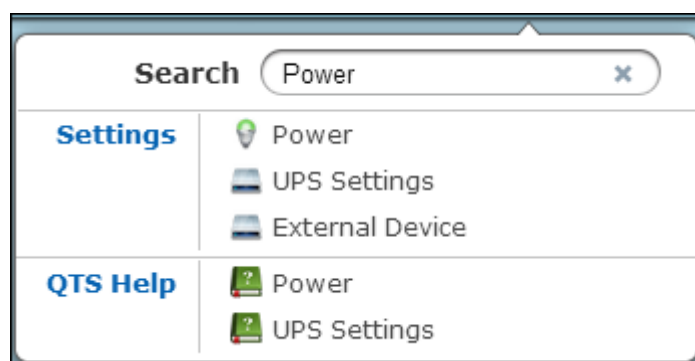 Search Power
Settings Power
UPS Settings
External Device
QTS Help Power
UPS Settings